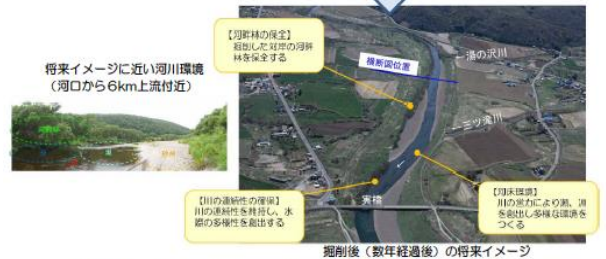 将来イメージに近い河川環境
（河口から6km上流付近）
【河畔林の保全】
掘削した対岸の河畔
林を保全する
横断図位置
洛の沢川
三ツ滝川
【川の連続性の確保】
川の連続性を維持し、水
際の多様性を創出する
実橋
【河床環境】
川の営力により瀬、淵
を創出し多様な環境を
つくる
掘削後（数年経過後）の将来イメージ